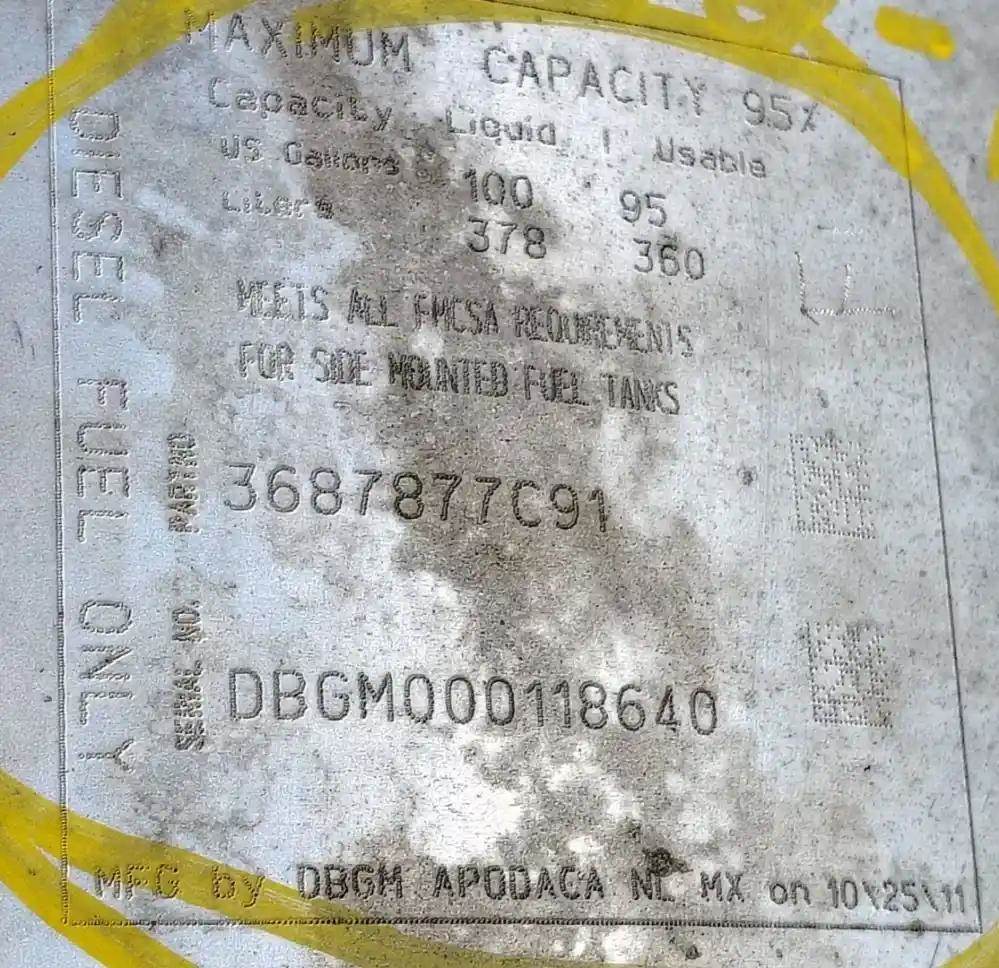 MAXIMUM CAPACITY 95%
Capacity Liquid | Usable
US Gallons 100 95
Liters 378 360
MEETS ALL FMCSA REQUIREMENTS
FOR SIDE MOUNTED FUEL TANKS
DIESEL FUEL ONLY
PART NO
3687877C91
SERIAL NO.
DBGM000118640
MFG by DBGM APODACA NL MX on 10\25\11